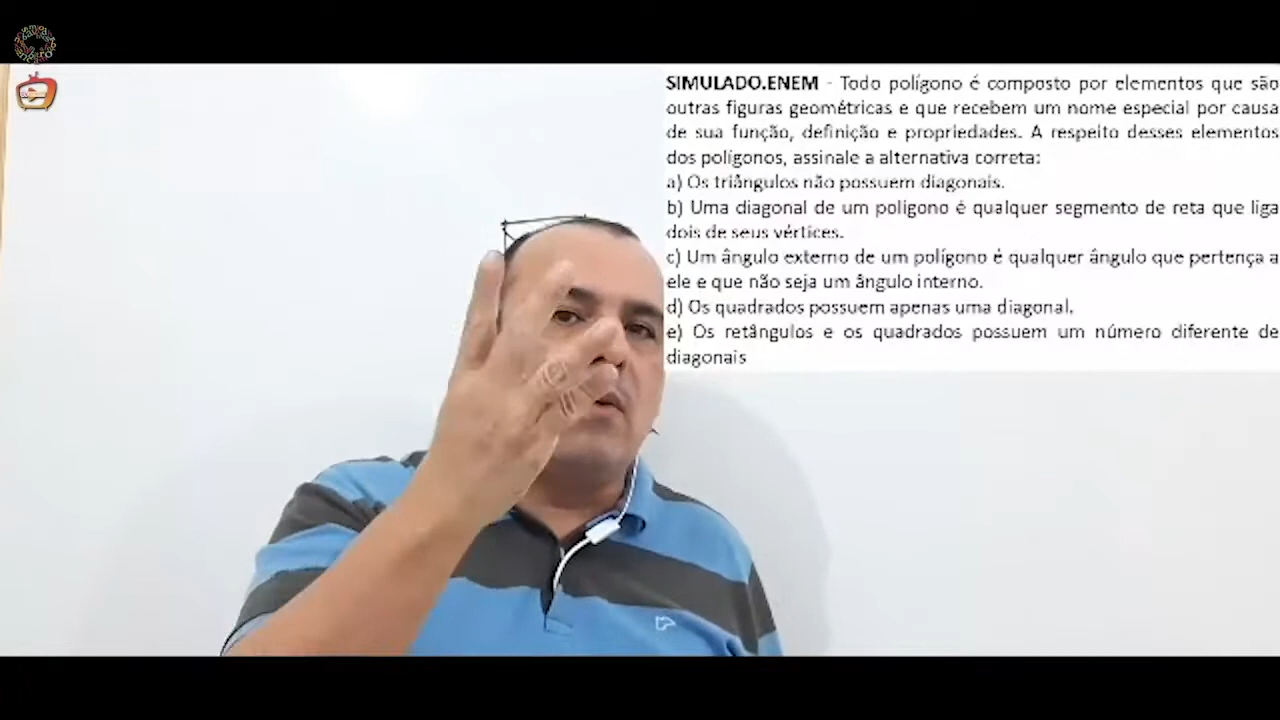 SIMULADO.ENEM - Todo polígono é composto por elementos que são
outras figuras geométricas e que recebem um nome especial por causa
de sua função, definição e propriedades. A respeito desses elementos
dos polígonos, assinale a alternativa correta:
a) Os triângulos não possuem diagonais.
b) Uma diagonal de um polígono é qualquer segmento de reta que liga
dois de seus vértices.
c) Um ângulo externo de um polígono é qualquer ângulo que pertença a
ele e que não seja um ângulo interno.
d) Os quadrados possuem apenas uma diagonal.
e) Os retângulos e os quadrados possuem um número diferente de
diagonais